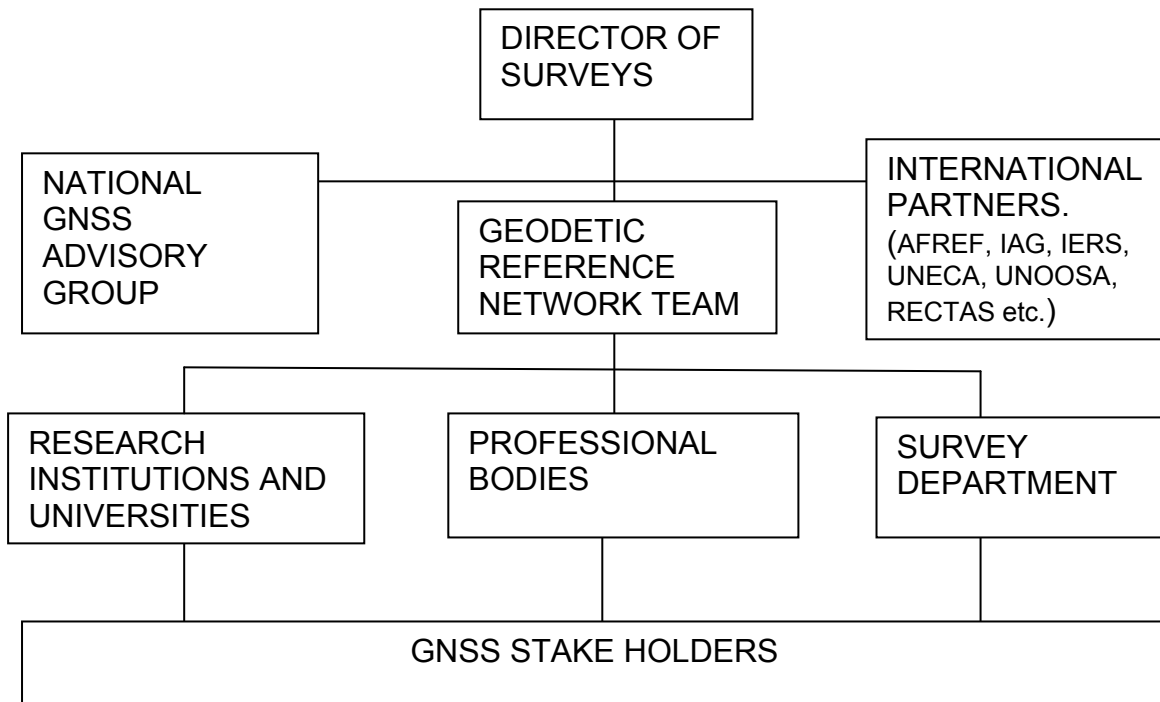 DIRECTOR OF
SURVEYS
NATIONAL
GNSS
ADVISORY
GROUP
GEODETIC
REFERENCE
NETWORK TEAM
INTERNATIONAL
PARTNERS.
(AFREF, IAG, IERS,
UNECA, UNOOSA,
RECTAS etc.)
RESEARCH
INSTITUTIONS AND
UNIVERSITIES
PROFESSIONAL
BODIES
SURVEY
DEPARTMENT
GNSS STAKE HOLDERS